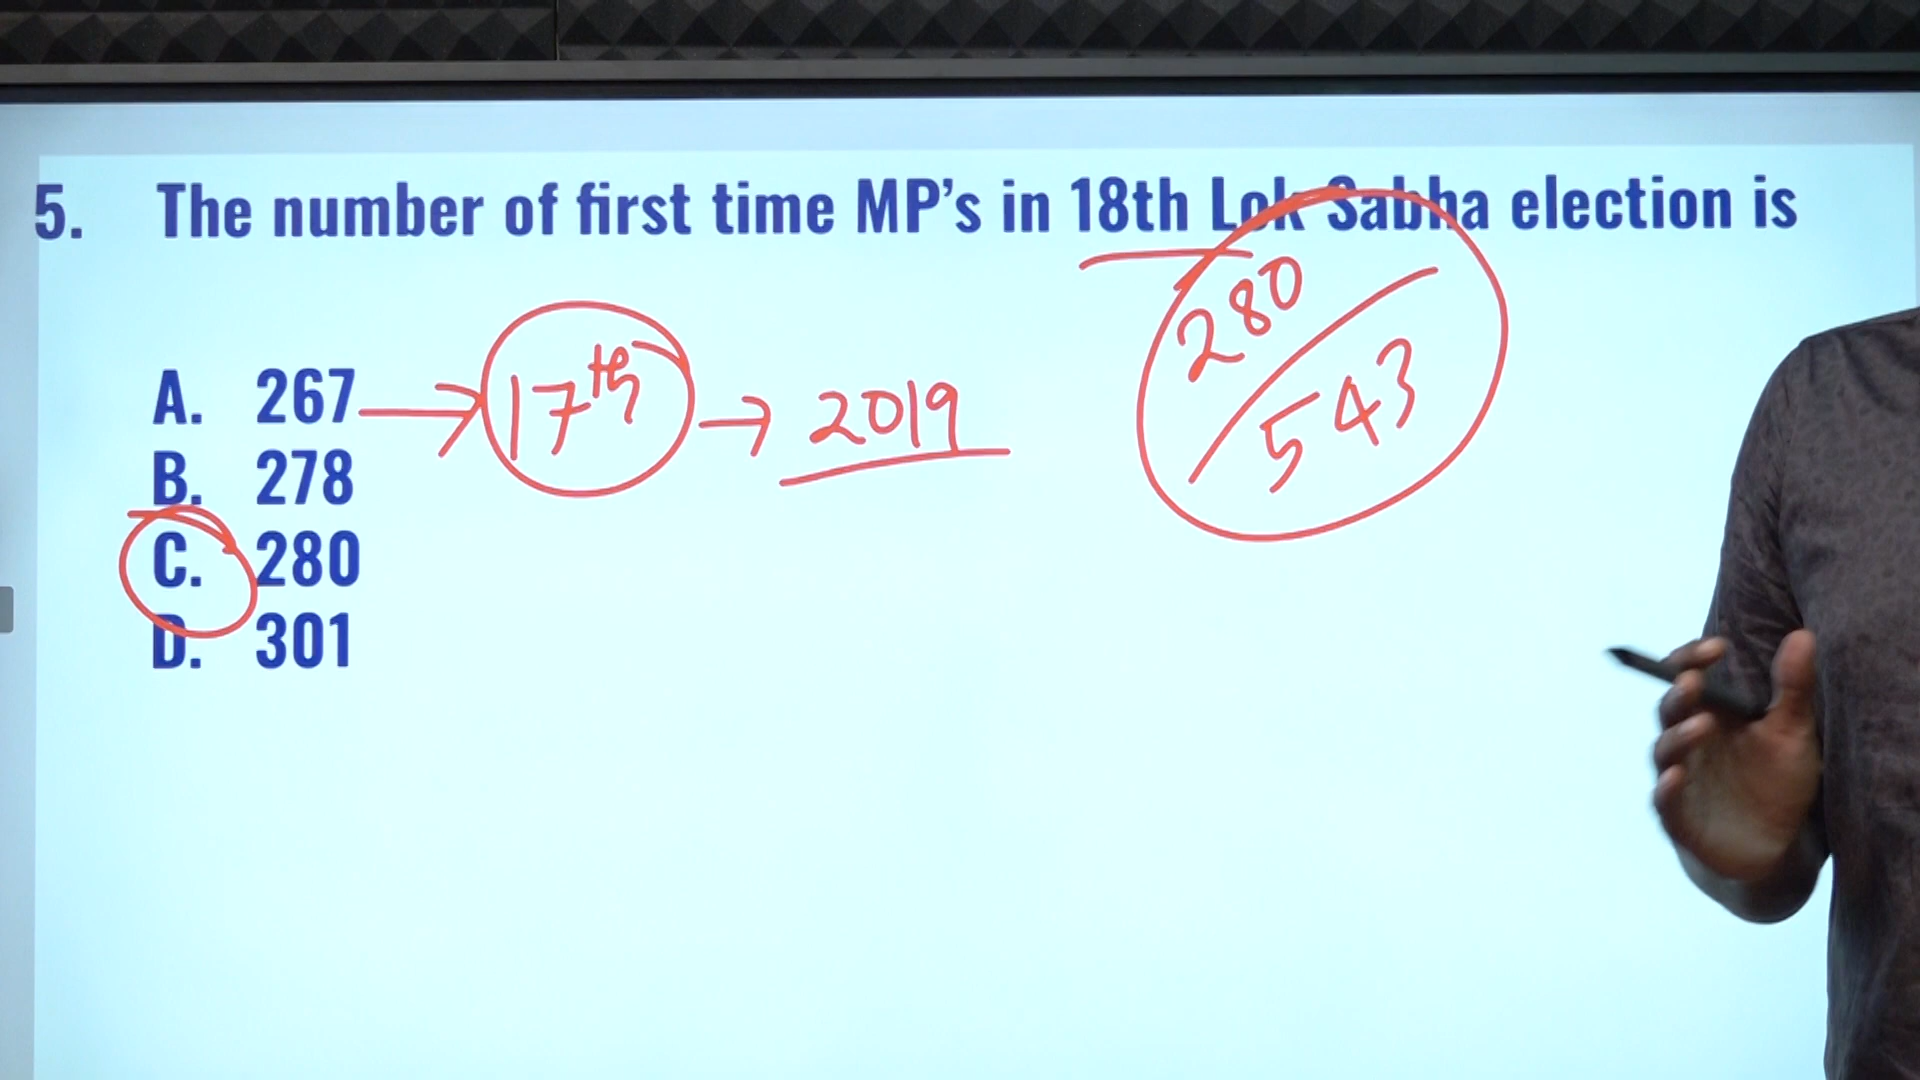 5. The number of first time MP's in 18th Lok Sabha election is
280
543
A. 267 → 17th → 2019
B. 278
C. 280
D. 301